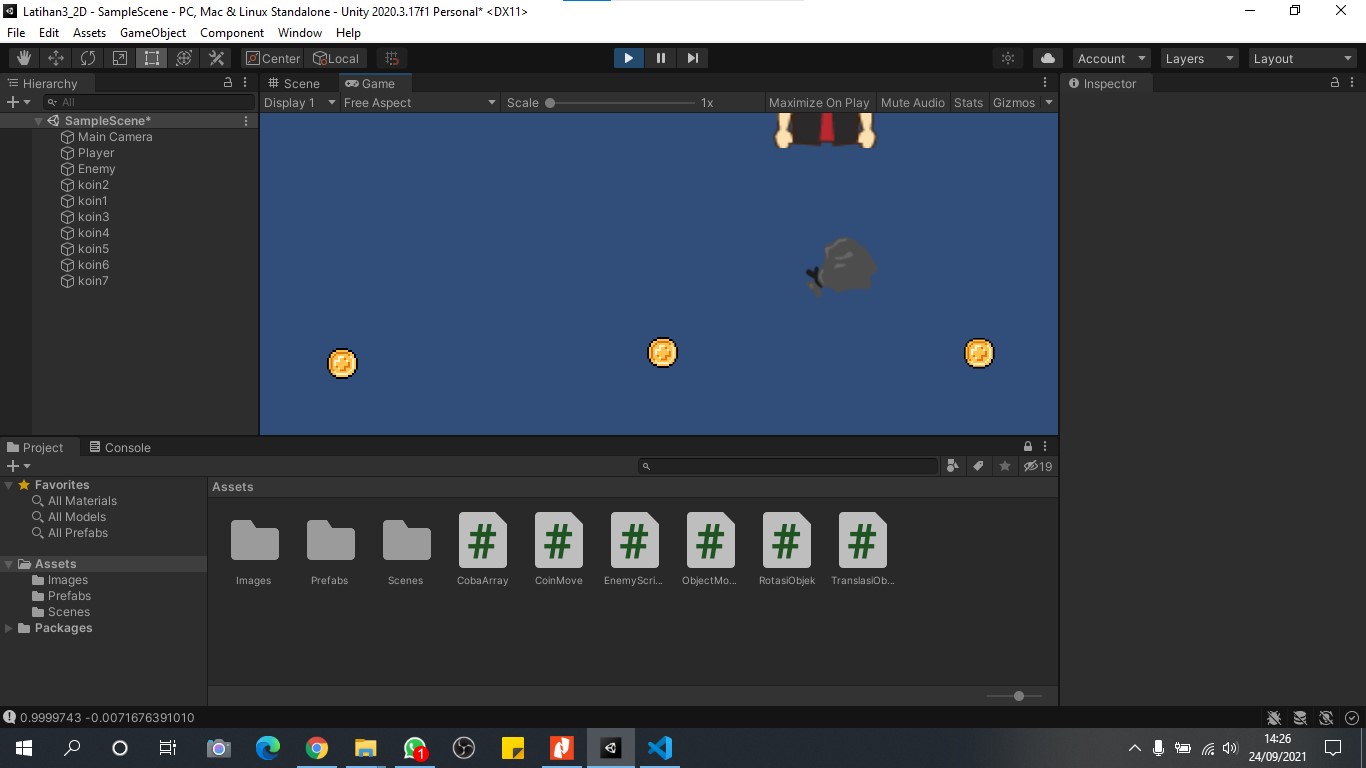 Latihan3_2D - SampleScene - PC, Mac & Linux Standalone - Unity 2020.3.17f1 Personal* <DX11>
File Edit Assets GameObject Component Window Help
Center Local Account Layers Layout
Hierarchy Scene Game Inspector
All Display 1 Free Aspect Scale 1x Maximize On Play Mute Audio Stats Gizmos
SampleScene*
Main Camera
Player
Enemy
koin2
koin1
koin3
koin4
koin5
koin6
koin7
Project Console
19
Favorites
All Materials
All Models
All Prefabs
Assets
Images
Prefabs
Scenes
Packages
Assets
Images Prefabs Scenes CobaArray CoinMove EnemyScri... ObjectMo... RotasiObjek TranslasiOb...
0.9999743 -0.0071676391010
1
14:26
24/09/2021